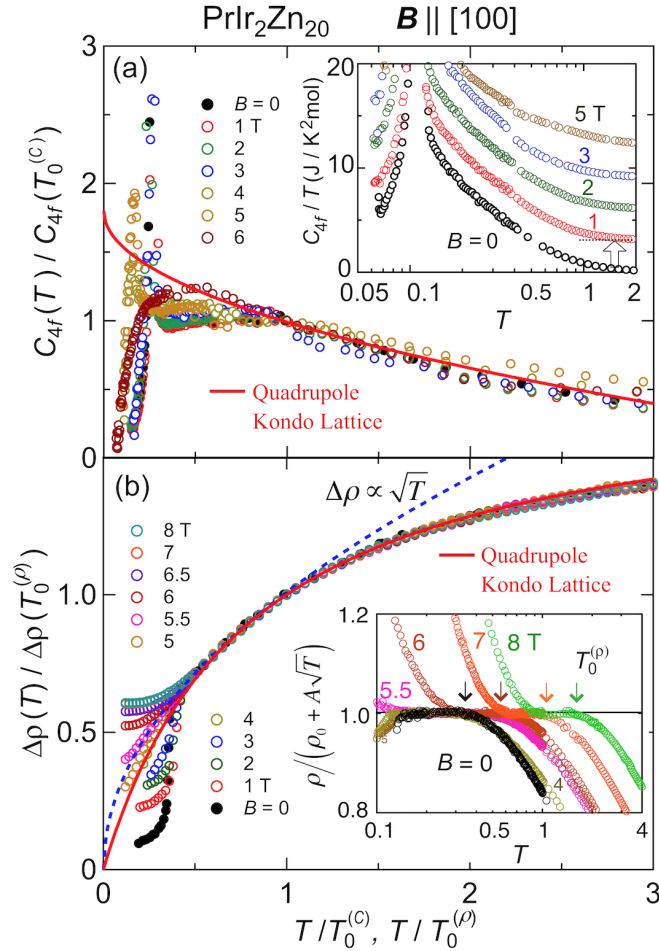 PrIr₂Zn₂₀ B || [100]
(a)
C₄f(T) / C₄f(T₀⁽ᶜ⁾)
3
2
1
0
B = 0
1 T
2
3
4
5
6
Quadrupole
Kondo Lattice
C₄f / T (J / K²mol)
20
10
0
5 T
3
2
1
B = 0
0.05
0.1
0.5
1
2
T
(b)
Δρ(T) / Δρ(T₀⁽ᵨ⁾)
1.0
0.5
0
Δρ ∝ √T
8 T
7
6.5
6
5.5
5
Quadrupole
Kondo Lattice
4
3
2
1 T
B = 0
ρ/(ρ₀ + A√T)
1.2
1.0
0.8
6
7
8 T
T₀⁽ᵨ⁾
5.5
B = 0
4
0.1
0.5
1
4
T
0
1
2
3
T/T₀⁽ᶜ⁾, T/T₀⁽ᵨ⁾